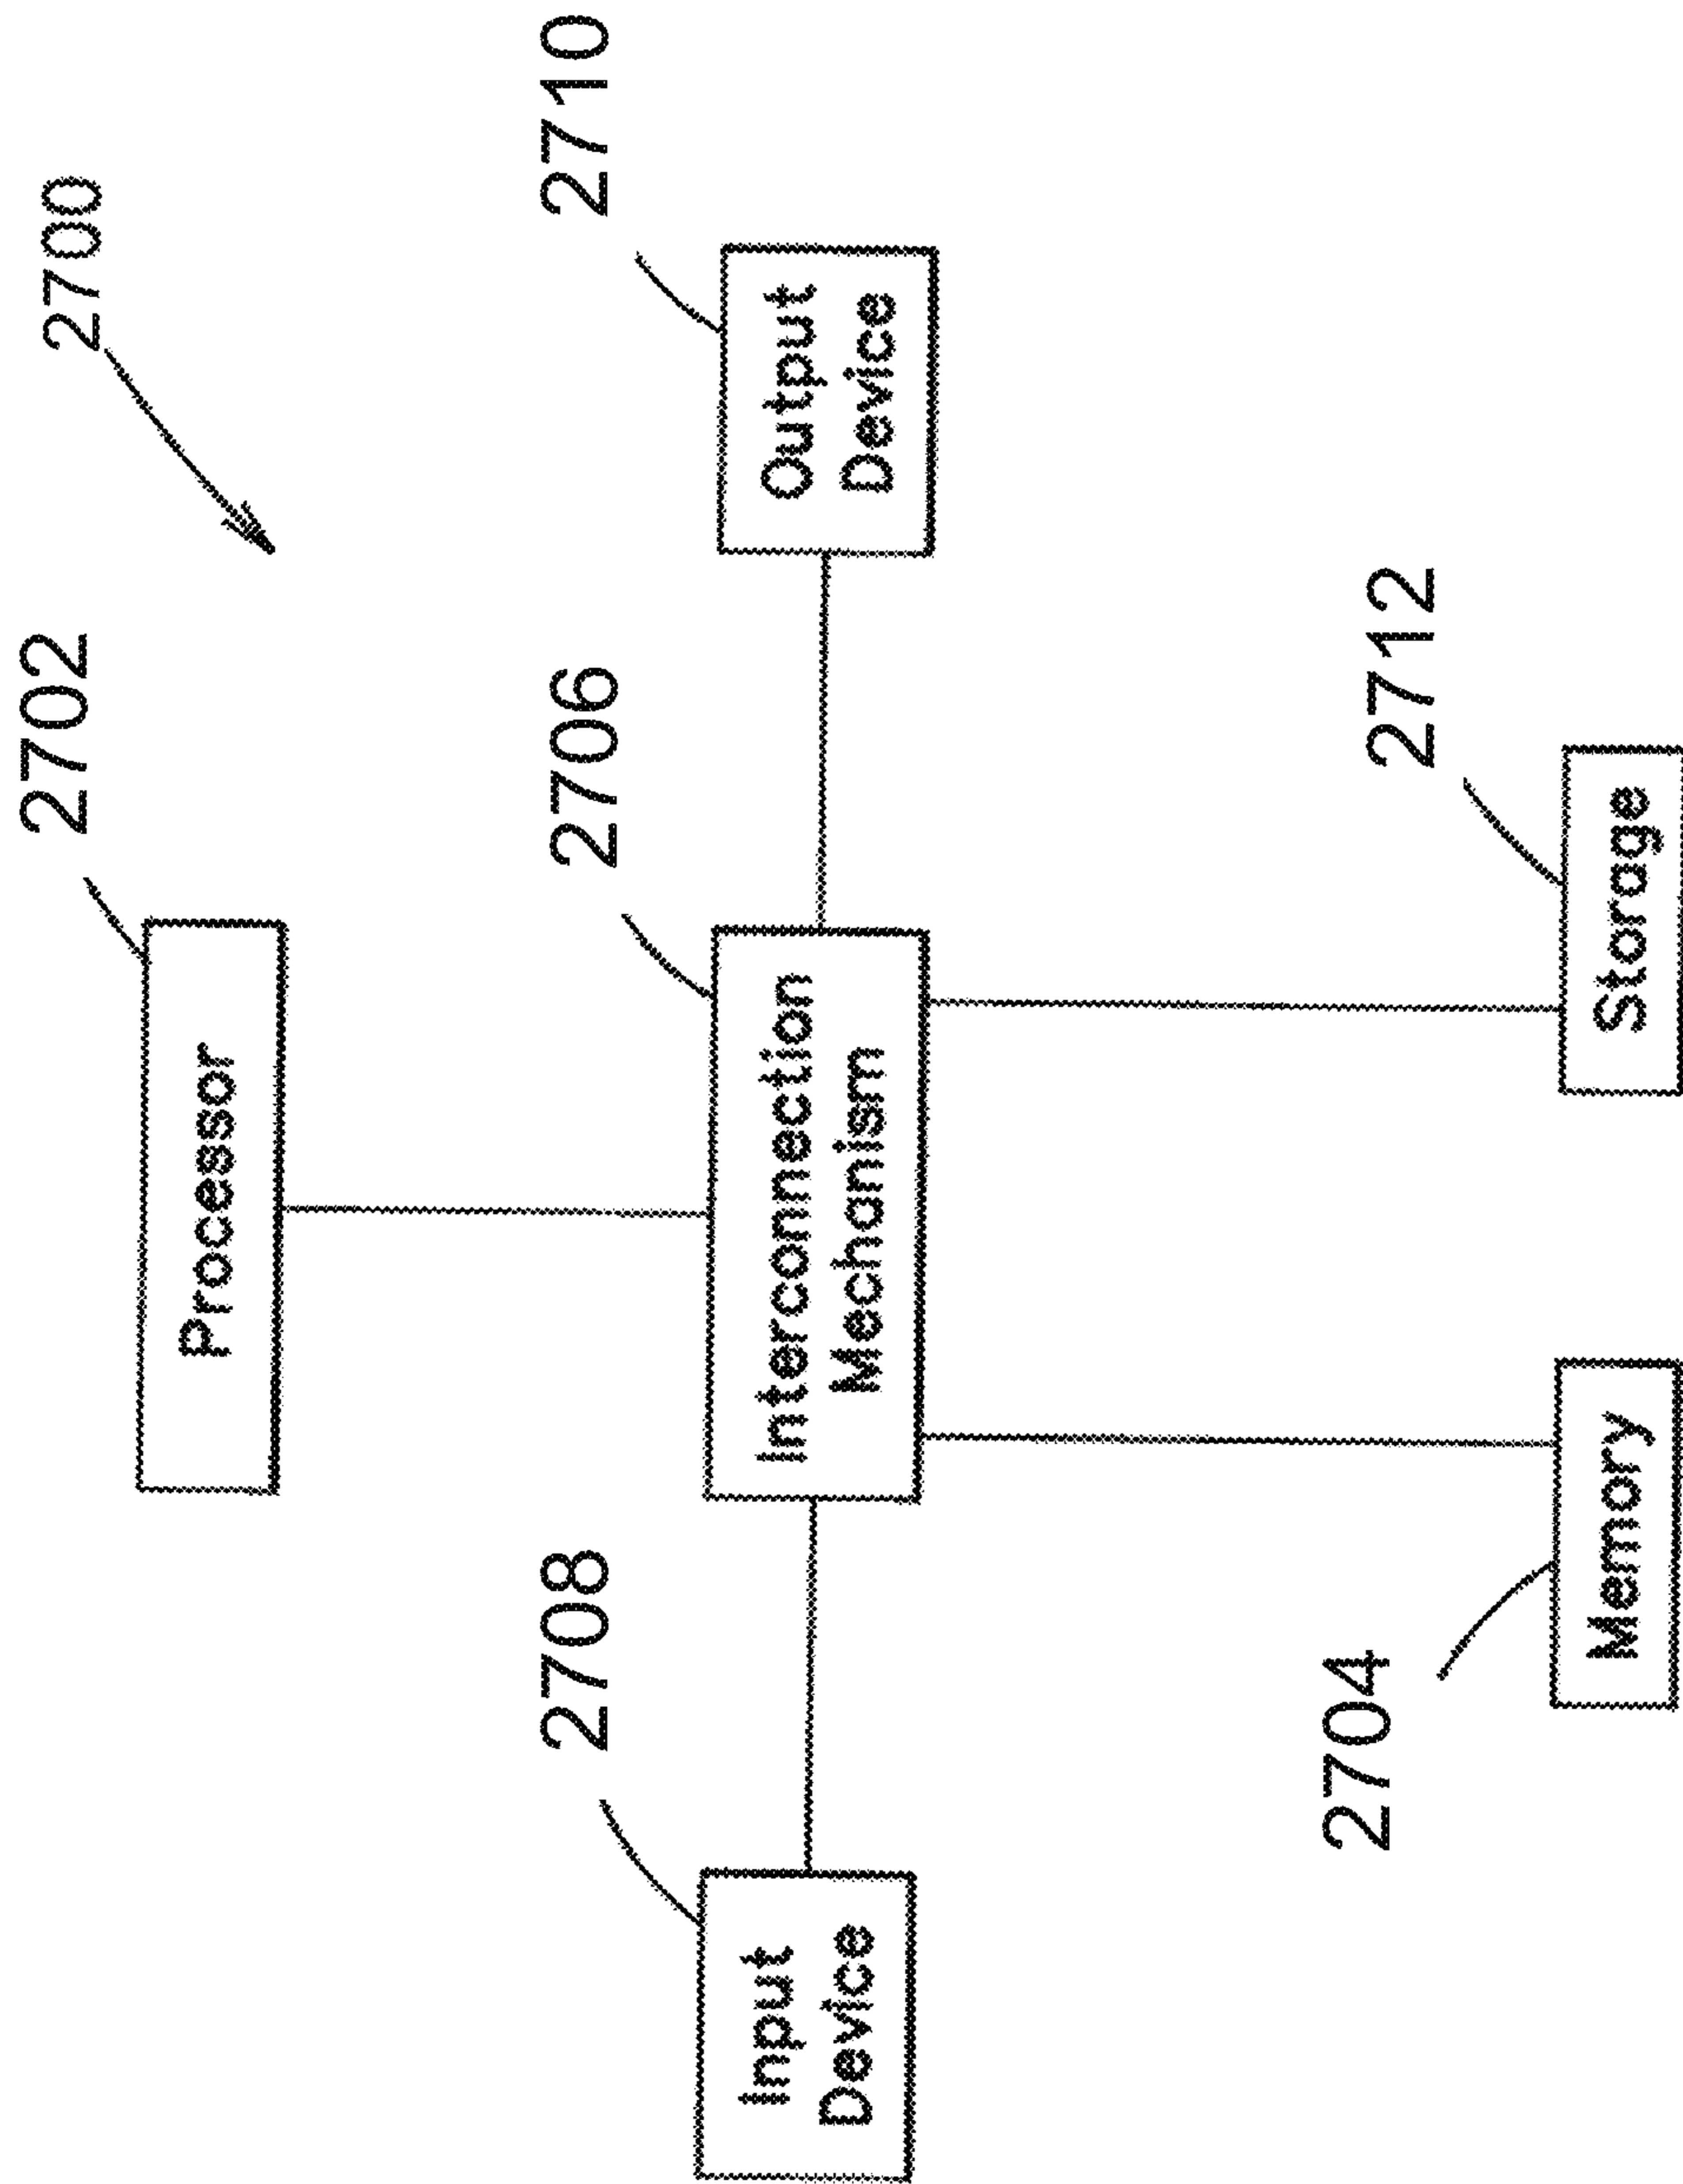 2700
2702
Processor
2708
2706
2710
Input
Device
Interconnection
Mechanism
Output
Device
2704
2712
Memory
Storage